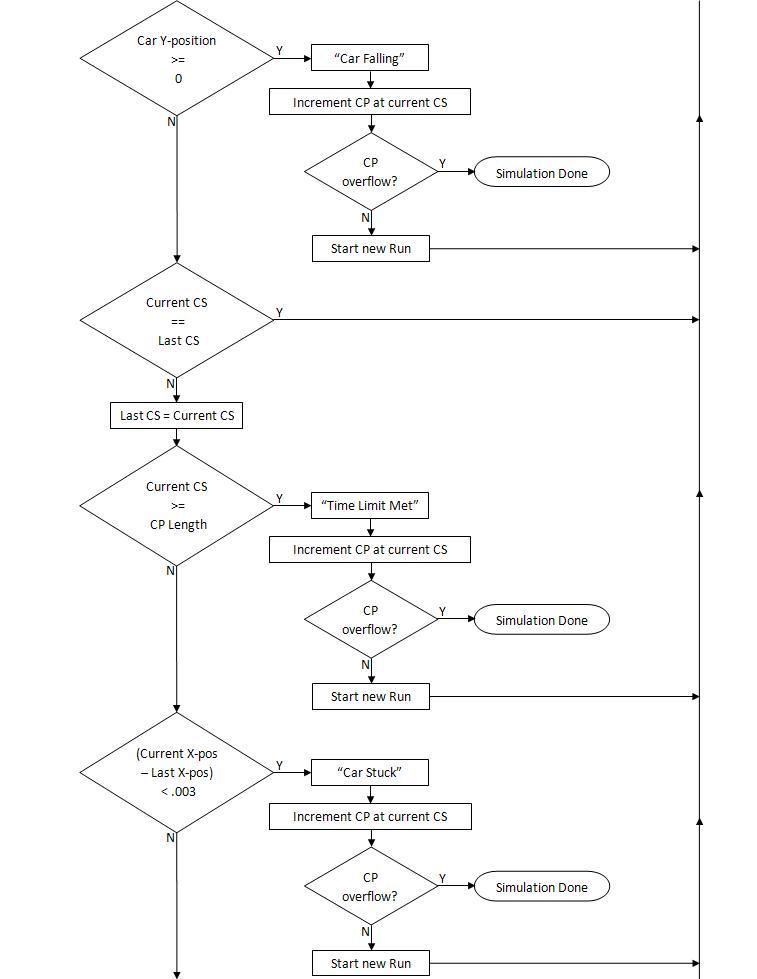 Car Y-position
>=
0
Y
“Car Falling”
Increment CP at current CS
N
CP
overflow?
Y
Simulation Done
N
Start new Run
Current CS
==
Last CS
Y
N
Last CS = Current CS
Current CS
>=
CP Length
Y
“Time Limit Met”
Increment CP at current CS
N
CP
overflow?
Y
Simulation Done
N
Start new Run
(Current X-pos
– Last X-pos)
< .003
Y
“Car Stuck”
Increment CP at current CS
N
CP
overflow?
Y
Simulation Done
N
Start new Run